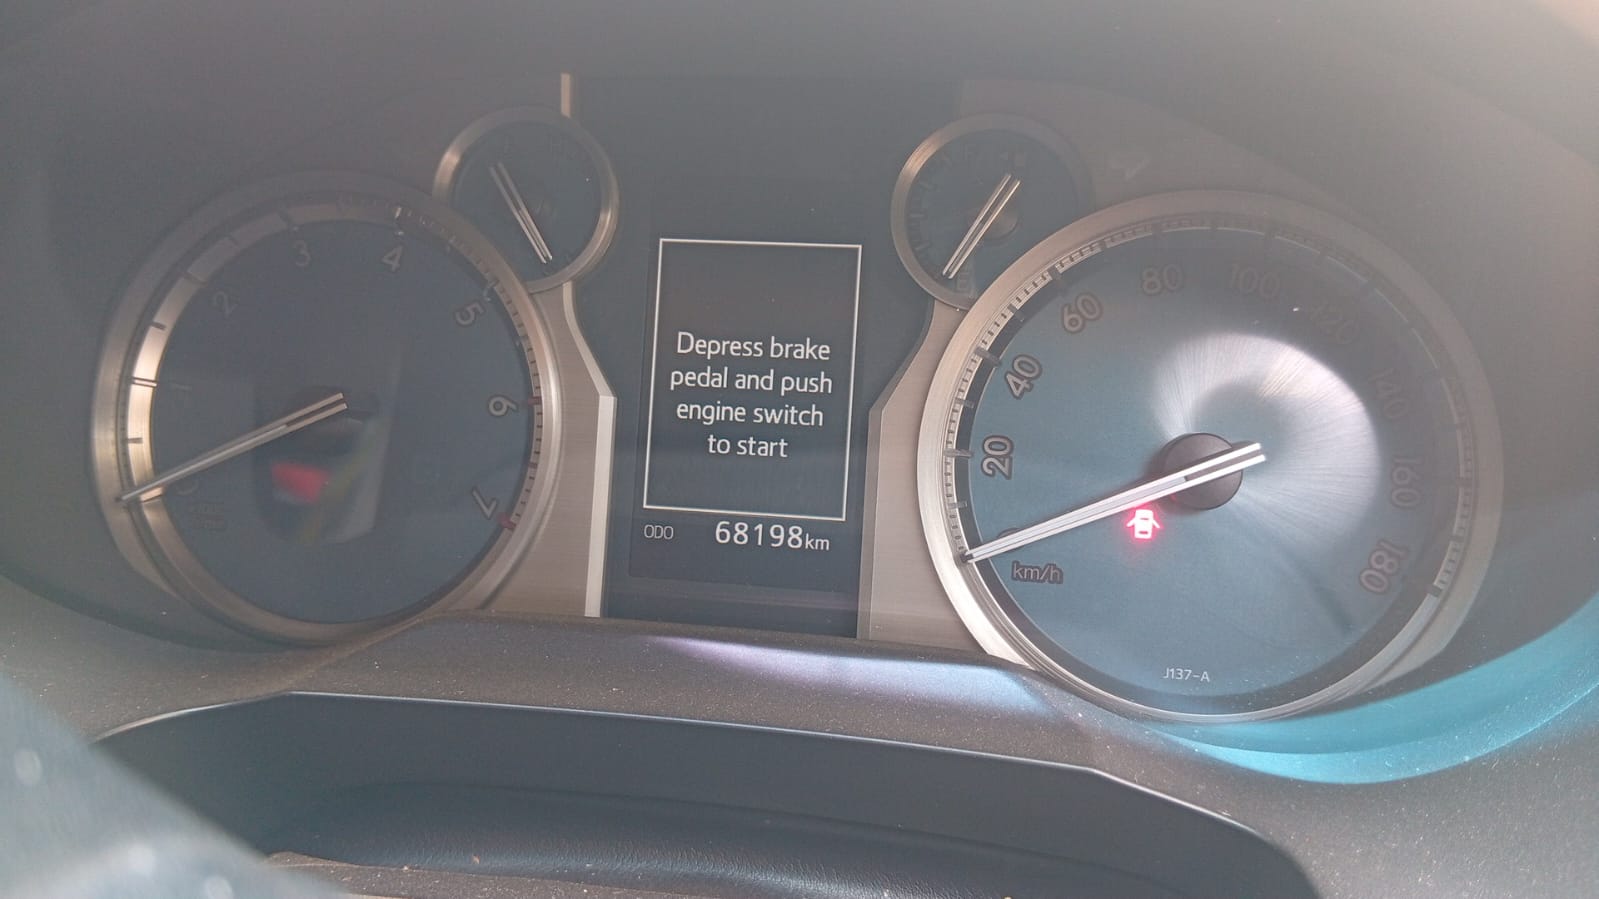 1
2
3
4
5
6
7
Depress brake
pedal and push
engine switch
to start
ODO 68198km
20
40
60
80
100
120
140
160
180
km/h
J137-A